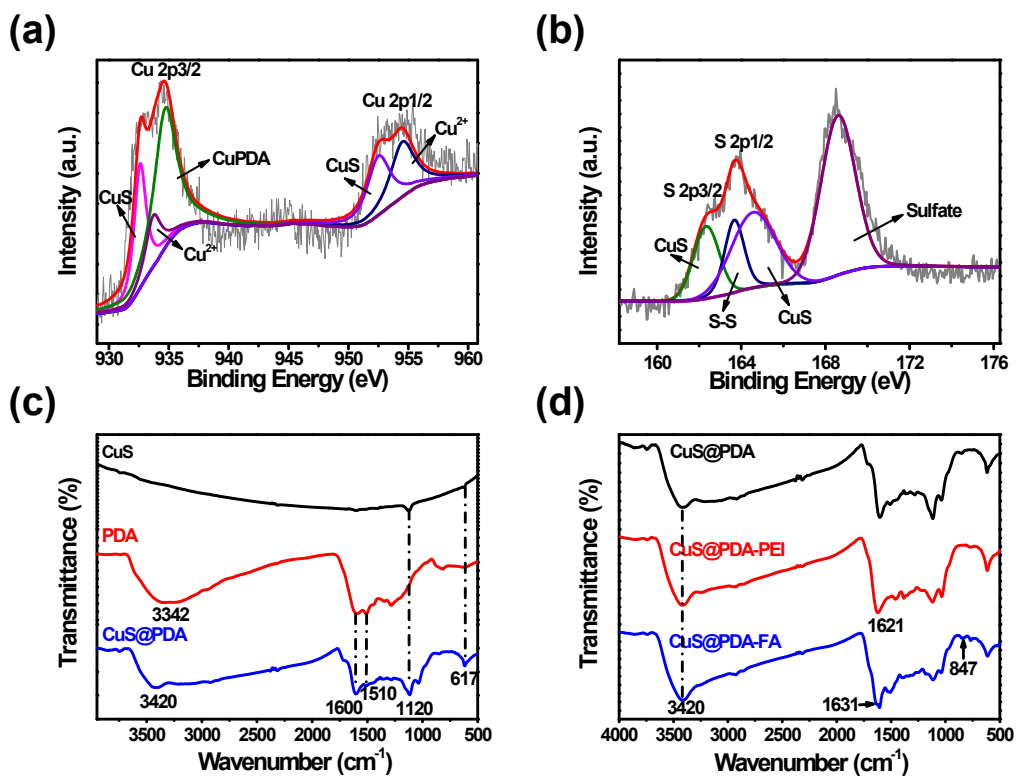 (a)
Cu 2p3/2
Cu 2p1/2
Cu2+
CuPDA
CuS
CuS
Cu2+
Intensity (a.u.)
930 935 940 945 950 955 960
Binding Energy (eV)
(b)
S 2p1/2
S 2p3/2
Sulfate
CuS
S-S
CuS
Intensity (a.u.)
160 164 168 172 176
Binding Energy (eV)
(c)
CuS
PDA
3342
CuS@PDA
3420
1600
1510
1120
617
Transmittance (%)
3500 3000 2500 2000 1500 1000 500
Wavenumber (cm-1)
(d)
CuS@PDA
CuS@PDA-PEI
1621
CuS@PDA-FA
847
3420
1631
Transmittance (%)
4000 3500 3000 2500 2000 1500 1000 500
Wavenumber (cm-1)